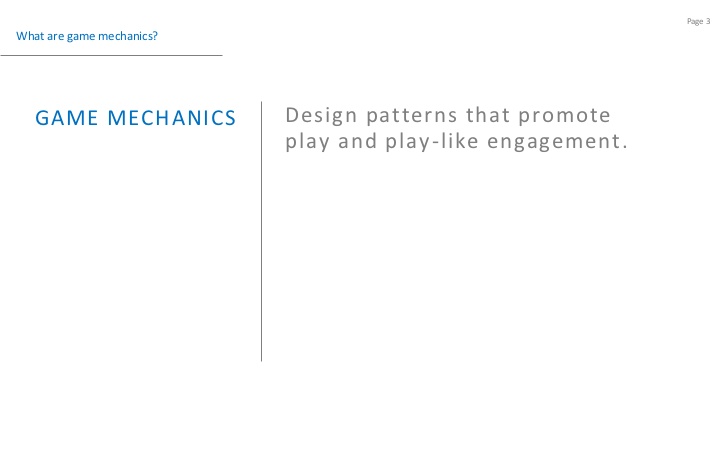 Page 3
What are game mechanics?
GAME MECHANICS
Design patterns that promote
play and play-like engagement.